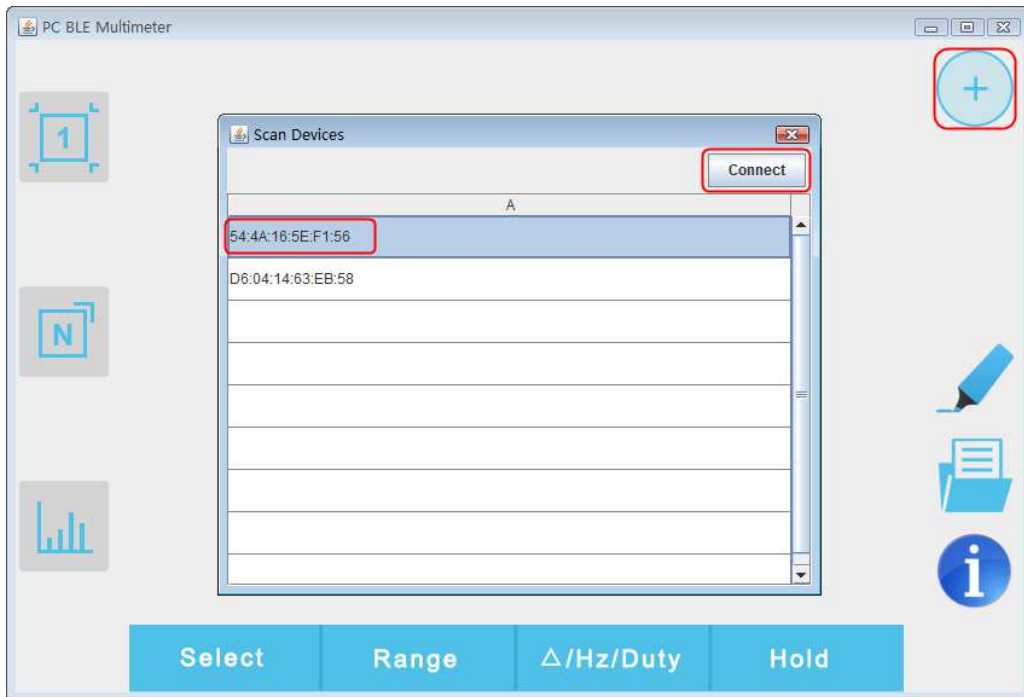 PC BLE Multimeter
+
1
Scan Devices
Connect
A
54:4A:16:5E:F1:56
D6:04:14:63:EB:58
N
i
Select Range △/Hz/Duty Hold